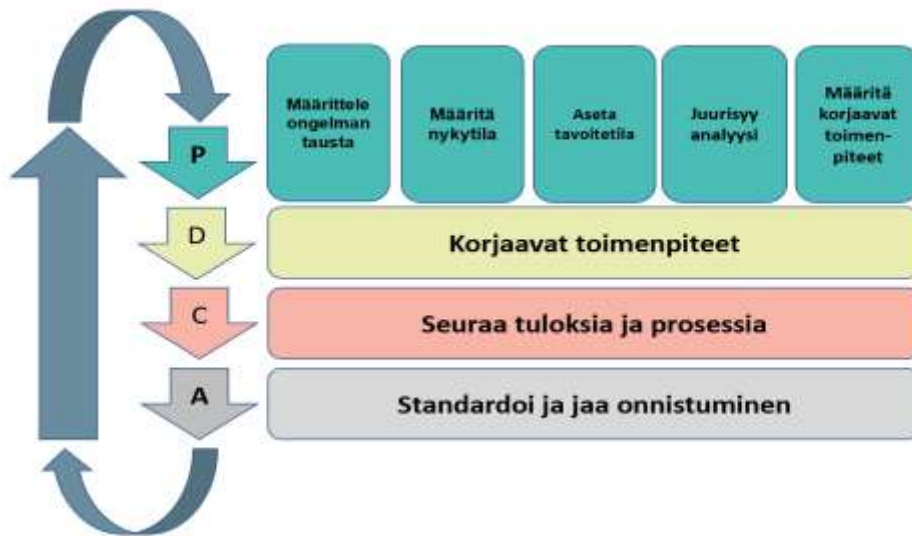 P
Määrittele
ongelman
tausta
Määritä
nykytila
Aseta
tavoitetila
Juurisyy
analyysi
Määritä
korjaavat
toimen-
piteet
D
Korjaavat toimenpiteet
C
Seuraa tuloksia ja prosessia
A
Standardoi ja jaa onnistuminen